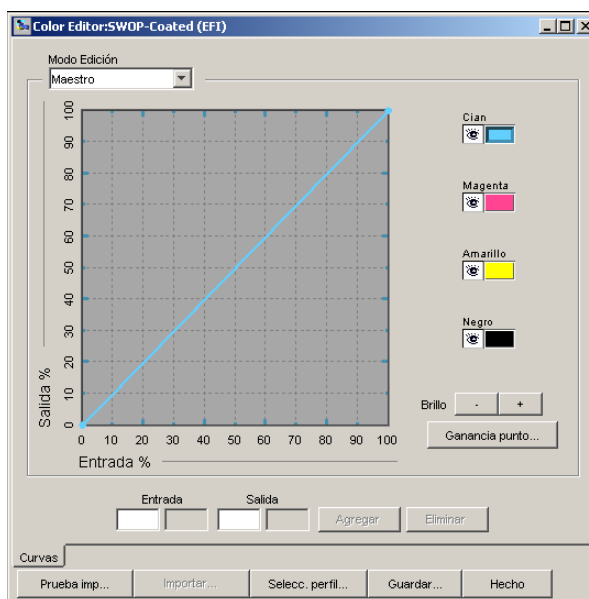 Color Editor:SWOP-Coated (EFI)
Modo Edición
Maestro
100
90
80
70
60
50
40
30
20
10
0
Salida %
0 10 20 30 40 50 60 70 80 90 100
Entrada %
Cian
Magenta
Amarillo
Negro
Brillo - +
Ganancia punto...
Entrada Salida
Agregar Eliminar
Curvas
Prueba imp... Importar... Selecc. perfil... Guardar... Hecho